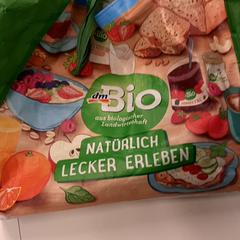 dm Bio
aus biologischer
Landwirtschaft
NATÜRLICH
LECKER ERLEBEN